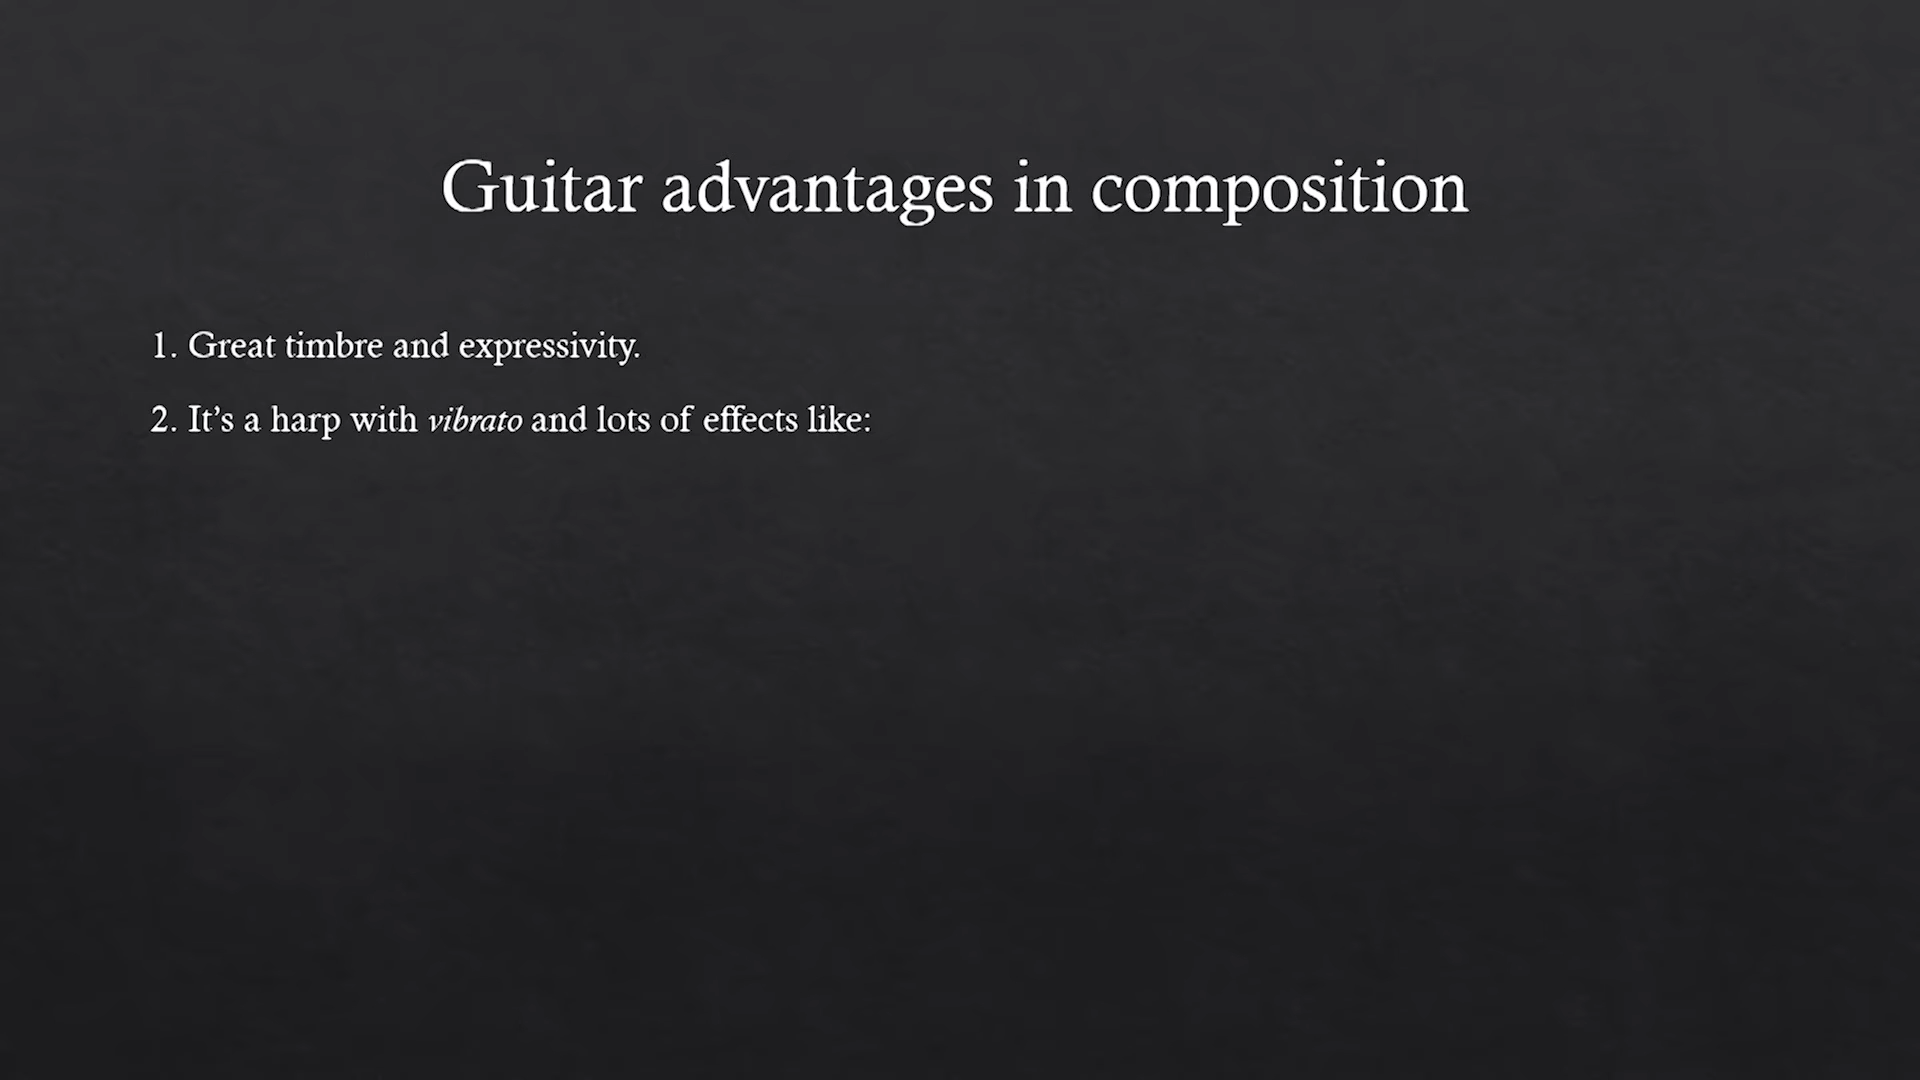 Guitar advantages in composition
1. Great timbre and expressivity.
2. It’s a harp with vibrato and lots of effects like: